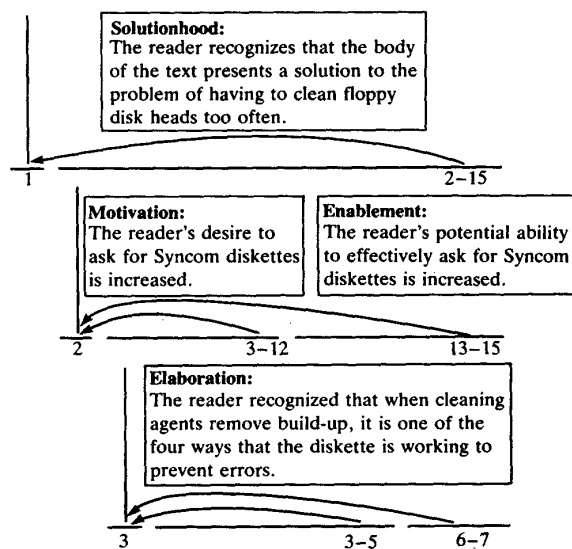 Solutionhood:
The reader recognizes that the body
of the text presents a solution to the
problem of having to clean floppy
disk heads too often.
1
2–15
Motivation:
The reader's desire to
ask for Syncom diskettes
is increased.
Enablement:
The reader's potential ability
to effectively ask for Syncom
diskettes is increased.
2
3–12
13–15
Elaboration:
The reader recognized that when cleaning
agents remove build-up, it is one of the
four ways that the diskette is working to
prevent errors.
3
3–5
6–7